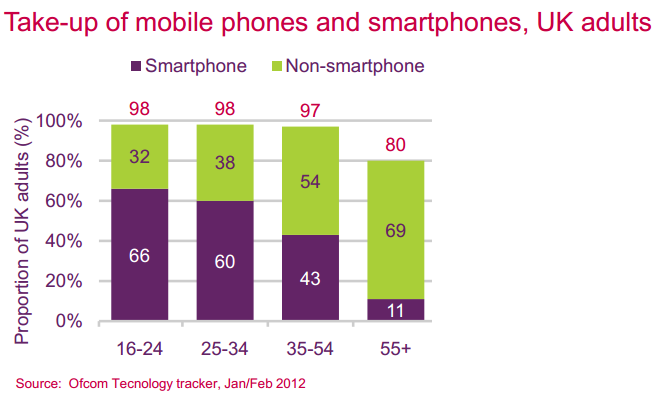 Take-up of mobile phones and smartphones, UK adults
Smartphone Non-smartphone
Proportion of UK adults (%)
98 98 97 80
100%
80%
60%
40%
20%
0%
32 38 54 69
66 60 43 11
16-24 25-34 35-54 55+
Source: Ofcom Tecnology tracker, Jan/Feb 2012